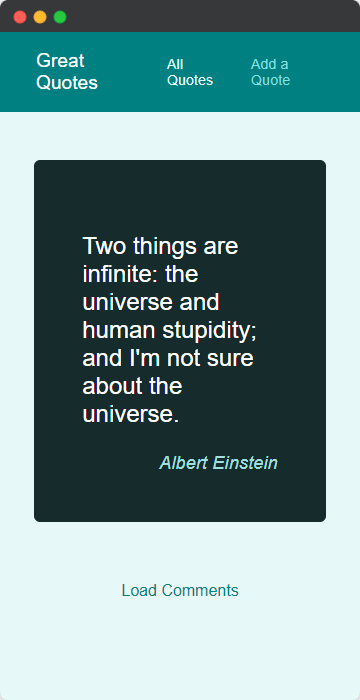 Great
Quotes
All
Quotes
Add a
Quote
Two things are
infinite: the
universe and
human stupidity;
and I'm not sure
about the
universe.
Albert Einstein
Load Comments